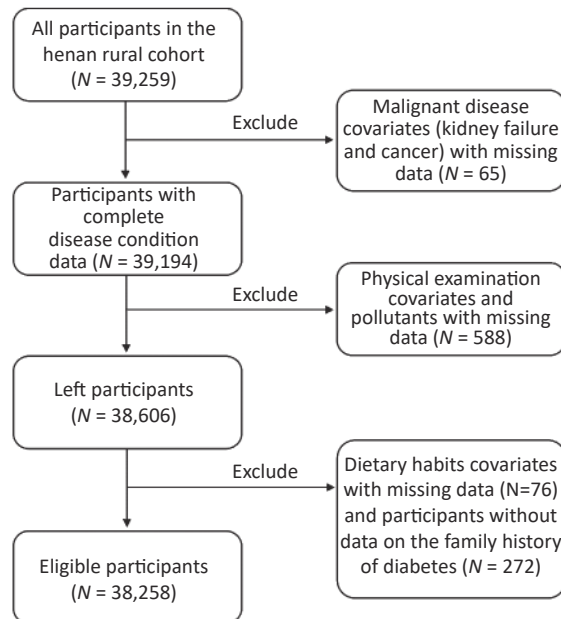 All participants in the
henan rural cohort
(N = 39,259)
Exclude
Malignant disease
covariates (kidney failure
and cancer) with missing
data (N = 65)
Participants with
complete
disease condition
data (N = 39,194)
Exclude
Physical examination
covariates and
pollutants with missing
data (N = 588)
Left participants
(N = 38,606)
Exclude
Dietary habits covariates
with missing data (N=76)
and participants without
data on the family history
of diabetes (N = 272)
Eligible participants
(N = 38,258)